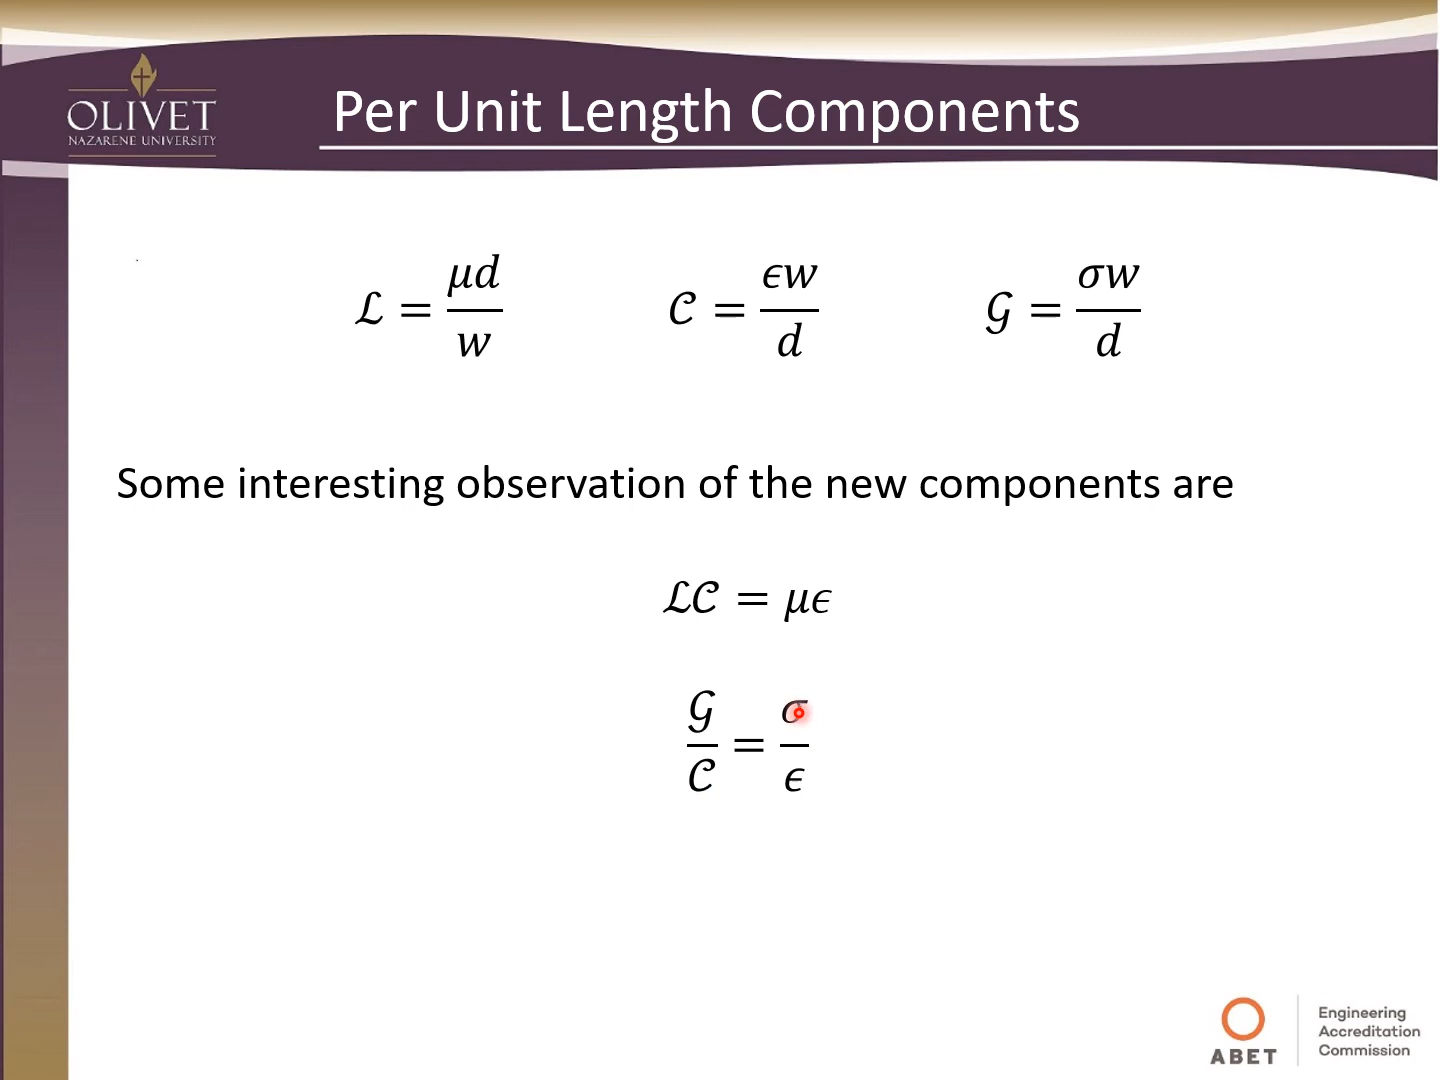 OLIVET
NAZARENE UNIVERSITY
Per Unit Length Components
ℒ = μd/w
𝒞 = ϵw/d
𝒢 = σw/d
Some interesting observation of the new components are
ℒ𝒞 = μϵ
𝒢/𝒞 = σ/ϵ
ABET
Engineering
Accreditation
Commission